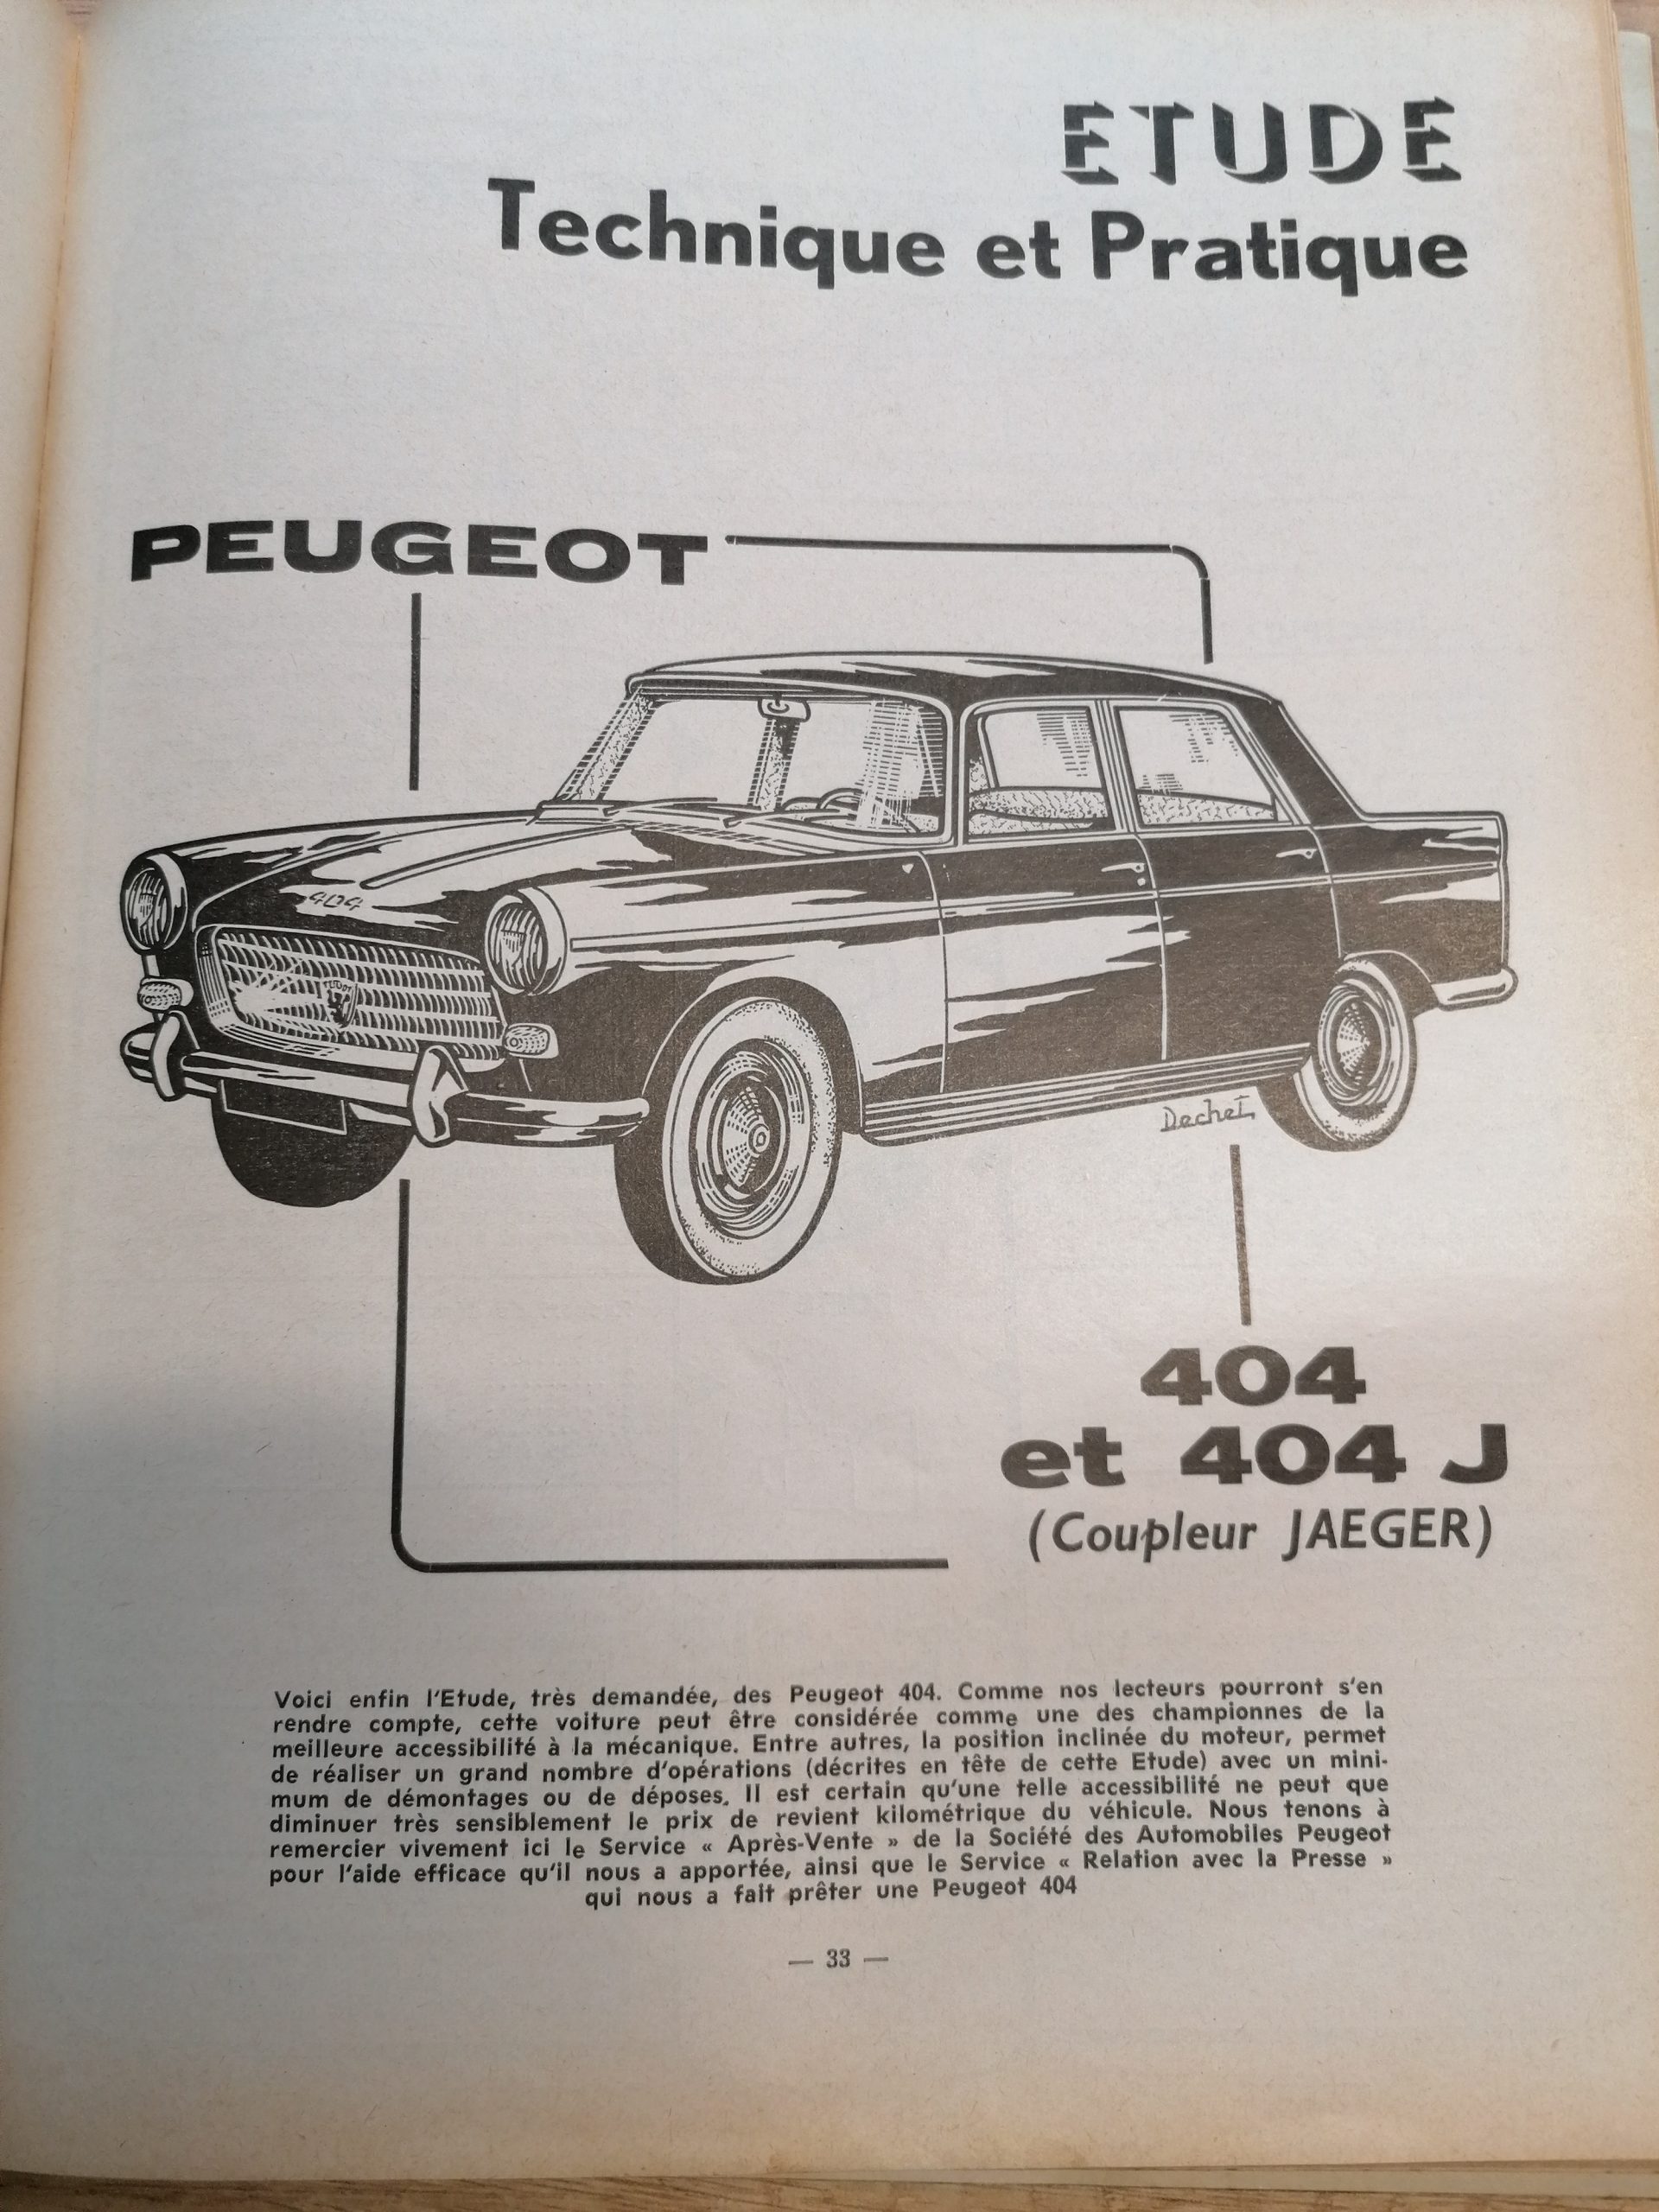 ETUDE
Technique et Pratique
PEUGEOT
404
PEUGEOT
Dechet
404
et 404 J
(Coupleur JAEGER)
Voici enfin l'Etude, très demandée, des Peugeot 404. Comme nos lecteurs pourront s'en
rendre compte, cette voiture peut être considérée comme une des championnes de la
meilleure accessibilité à la mécanique. Entre autres, la position inclinée du moteur, permet
de réaliser un grand nombre d'opérations (décrites en tête de cette Etude) avec un mini-
mum de démontages ou de déposes. Il est certain qu'une telle accessibilité ne peut que
diminuer très sensiblement le prix de revient kilométrique du véhicule. Nous tenons à
remercier vivement ici le Service « Après-Vente » de la Société des Automobiles Peugeot
pour l'aide efficace qu'il nous a apportée, ainsi que le Service « Relation avec la Presse »
qui nous a fait prêter une Peugeot 404
— 33 —